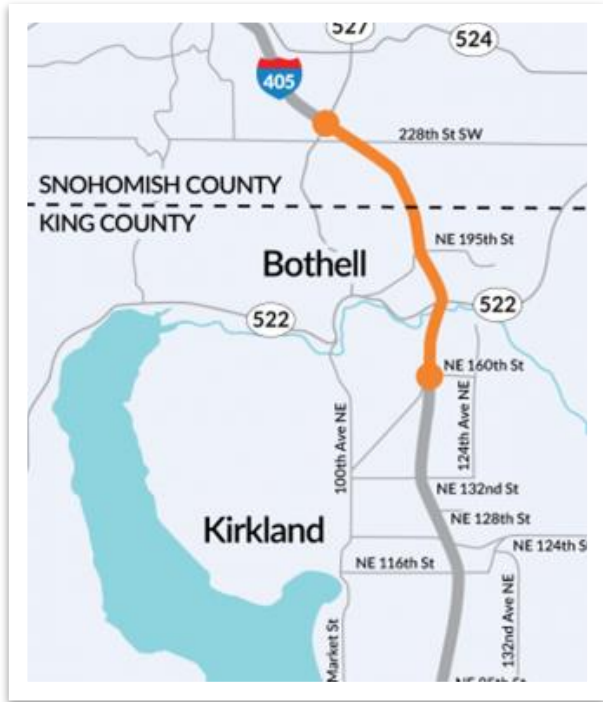 527
524
405
228th St SW
SNOHOMISH COUNTY
KING COUNTY
NE 195th St
Bothell
522
522
NE 160th St
124th Ave NE
100th Ave NE
NE 132nd St
NE 128th St
Kirkland
NE 124th S
NE 116th St
132nd Ave NE
Market St